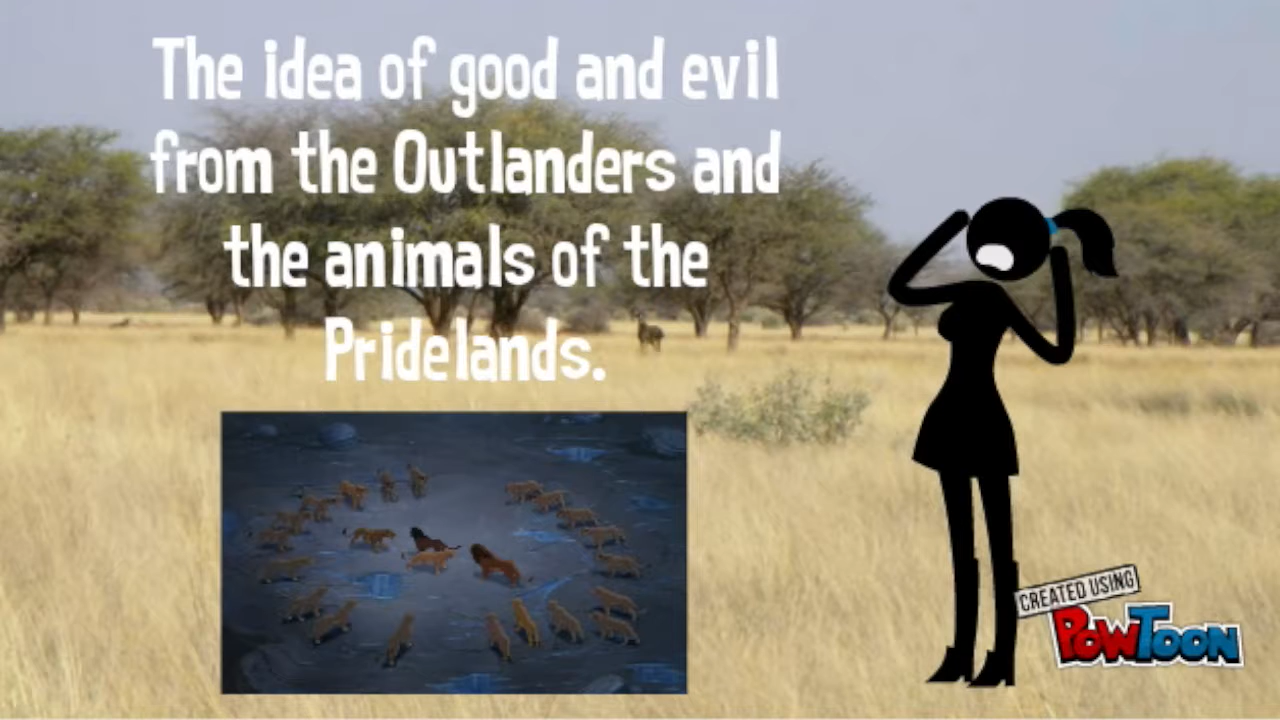 The idea of good and evil
from the Outlanders and
the animals of the
Pridelands.
CREATED USING
POWTOON